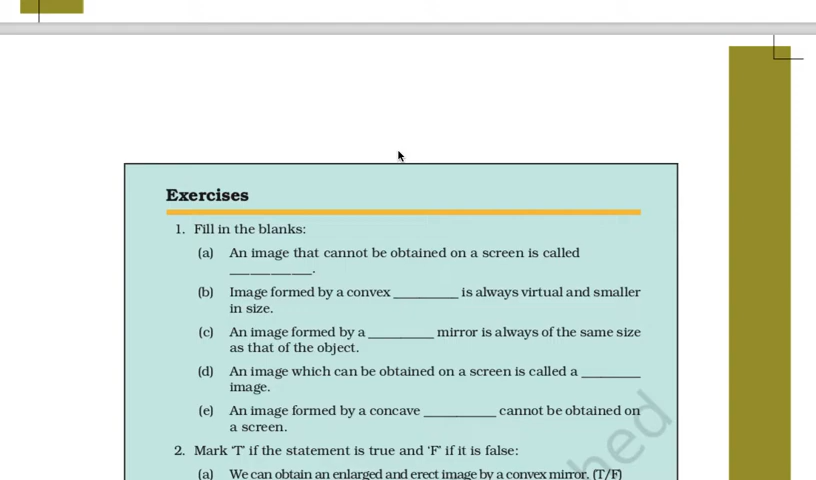 Exercises
1. Fill in the blanks:
(a) An image that cannot be obtained on a screen is called
____________.
(b) Image formed by a convex _________ is always virtual and smaller
in size.
(c) An image formed by a _________ mirror is always of the same size
as that of the object.
(d) An image which can be obtained on a screen is called a ________
image.
(e) An image formed by a concave __________ cannot be obtained on
a screen.
2. Mark ‘T’ if the statement is true and ‘F’ if it is false:
(a) We can obtain an enlarged and erect image by a convex mirror. (T/F)